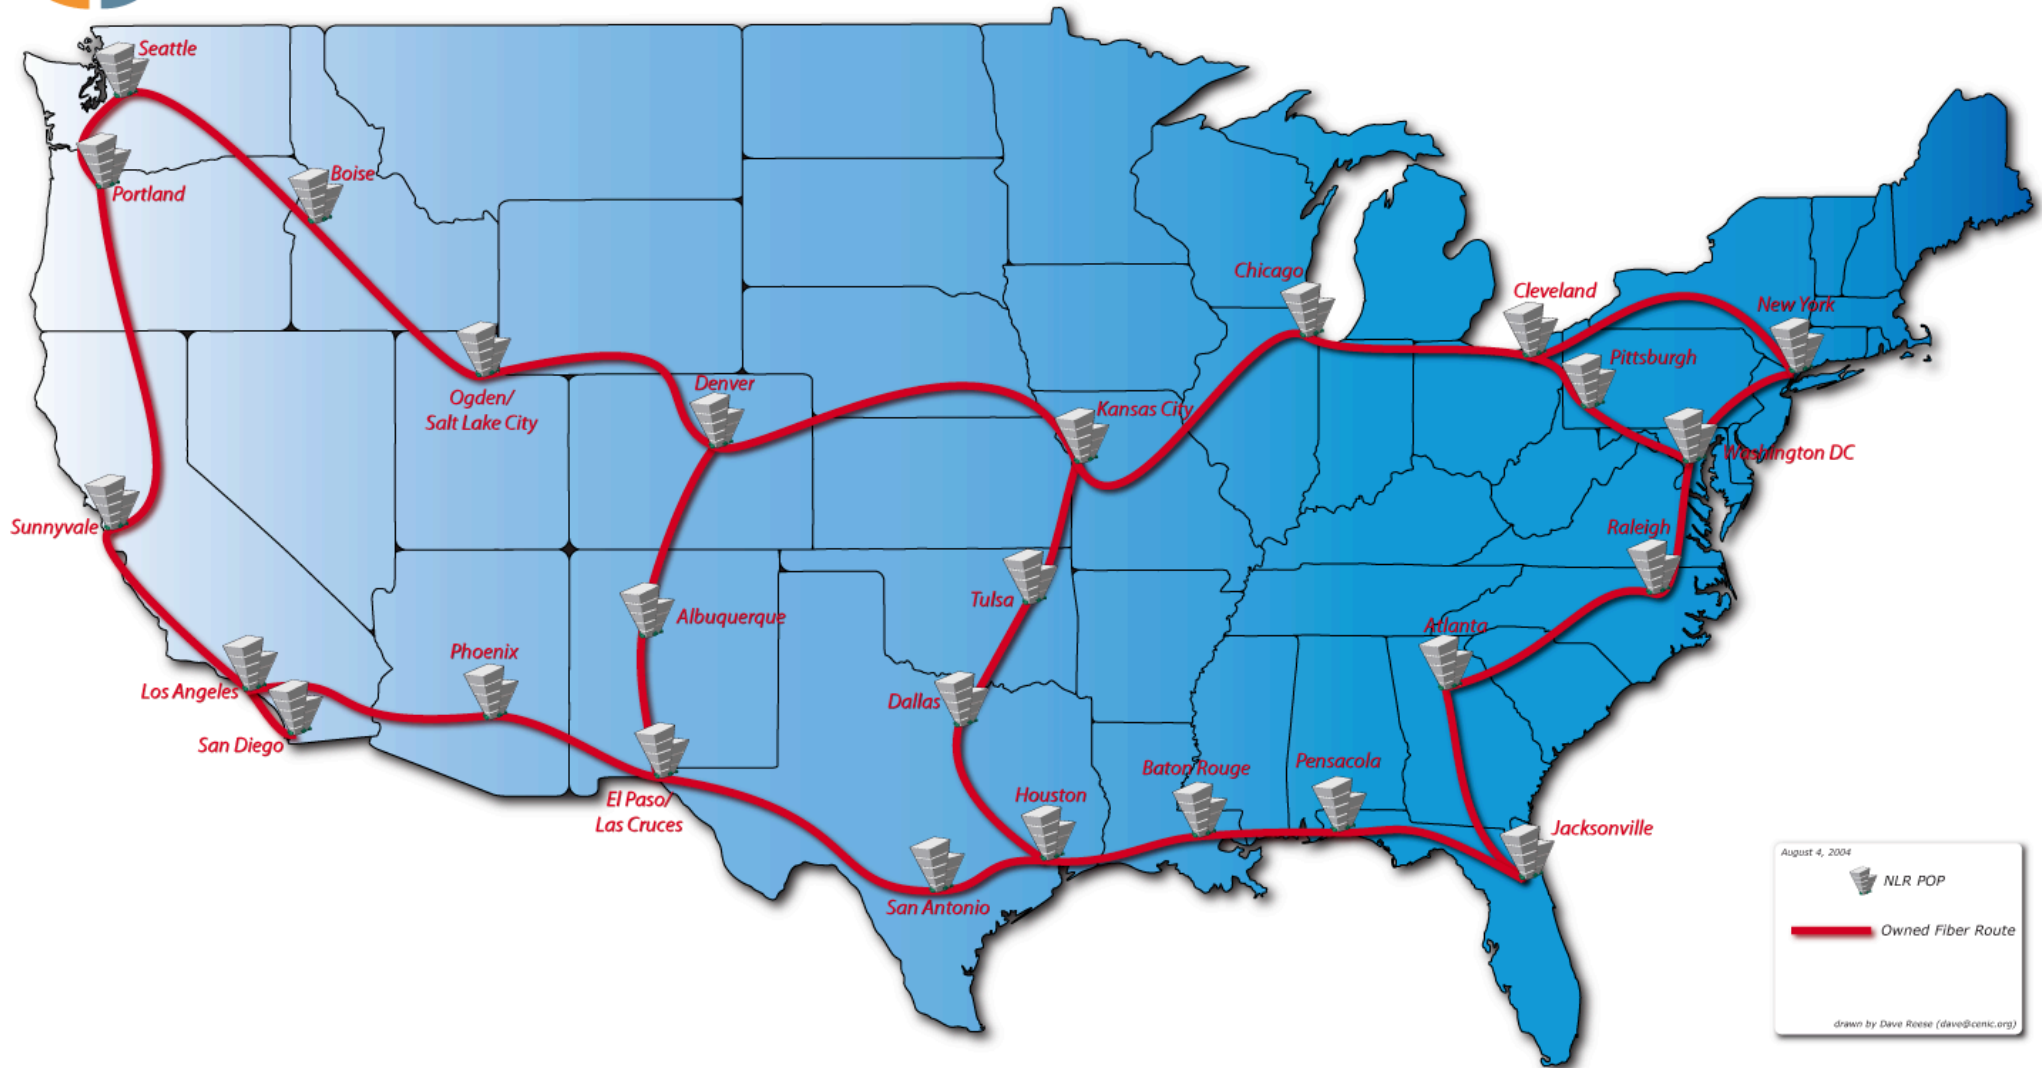 Seattle
Boise
Portland
Chicago
Cleveland
New York
Pittsburgh
Denver
Ogden/
Salt Lake City
Kansas City
Washington DC
Sunnyvale
Raleigh
Tulsa
Albuquerque
Atlanta
Phoenix
Los Angeles
Dallas
San Diego
Baton Rouge
Pensacola
Houston
El Paso/
Las Cruces
Jacksonville
San Antonio
August 4, 2004
NLR POP
Owned Fiber Route
drawn by Dave Reese (dave@cenic.org)